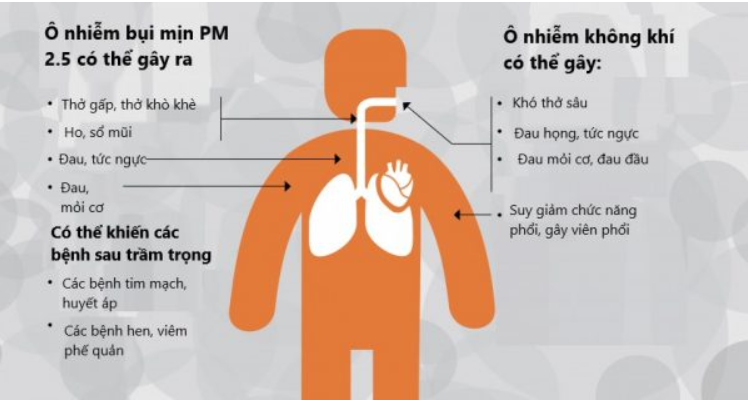 Ô nhiễm bụi mịn PM
2.5 có thể gây ra
• Thở gấp, thở khò khè
• Ho, sổ mũi
• Đau, tức ngực
• Đau,
mỏi cơ
Có thể khiến các
bệnh sau trầm trọng
• Các bệnh tim mạch,
huyết áp
• Các bệnh hen, viêm
phế quản
Ô nhiễm không khí
có thể gây:
• Khó thở sâu
• Đau họng, tức ngực
• Đau mỏi cơ, đau đầu
• Suy giảm chức năng
phổi, gây viên phổi